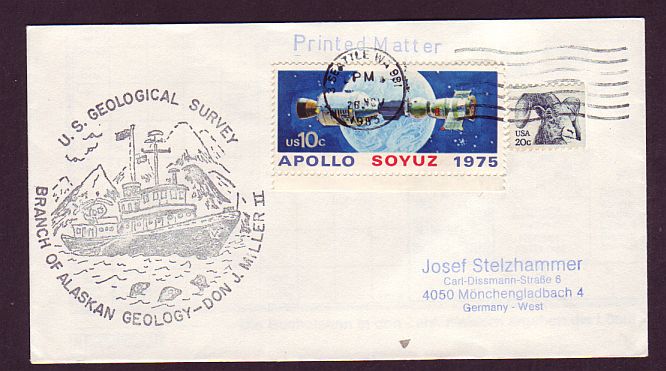 Printed Matter
SEATTLE WA 981
PM
26 NOV
1985
US 10c
APOLLO SOYUZ 1975
USA
20c
U.S. GEOLOGICAL SURVEY
BRANCH OF ALASKAN GEOLOGY—DON J. MILLER II
Josef Stelzhammer
Carl-Dissmann-Straße 6
4050 Mönchengladbach 4
Germany - West